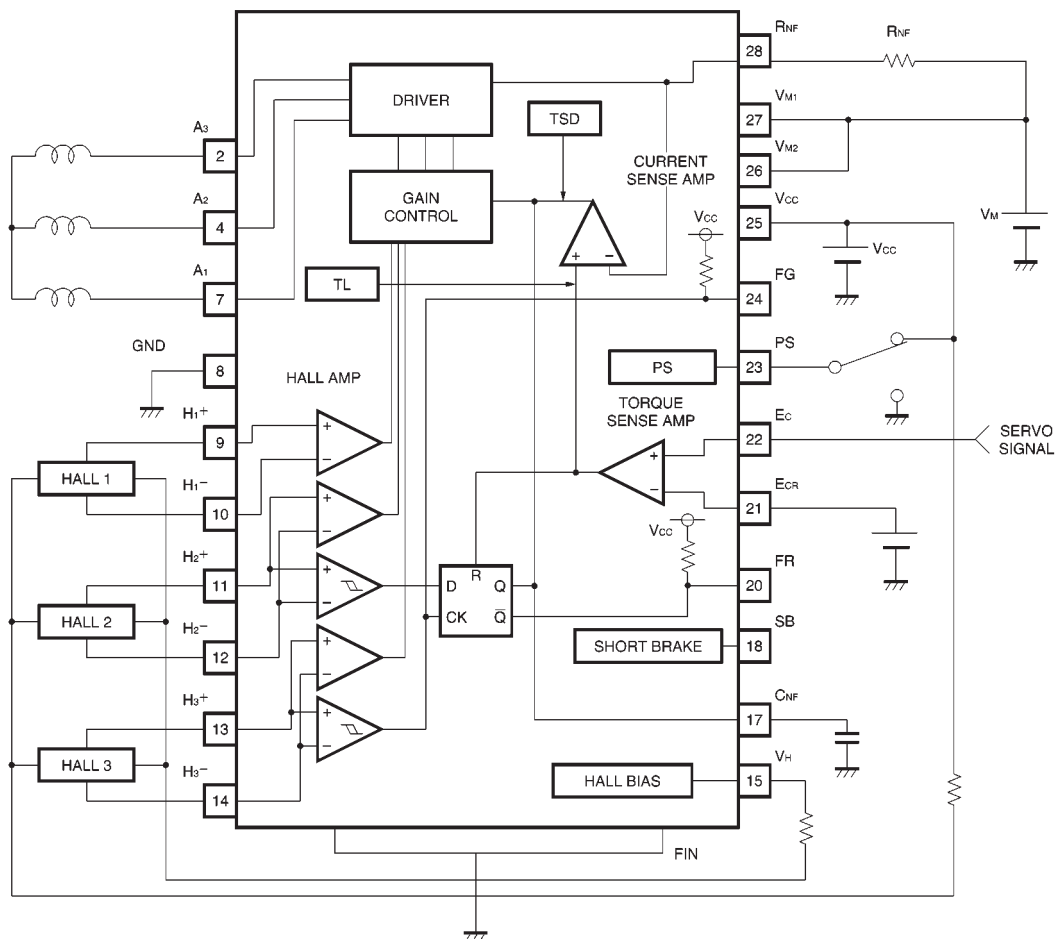 RNF
28
RNF
DRIVER
VM1
27
TSD
A3
2
VM2
26
CURRENT
SENSE AMP
GAIN
CONTROL
VCC
25
A2
4
VCC
VM
VCC
+
−
TL
FG
24
A1
7
GND
8
PS
23
PS
HALL AMP
TORQUE
SENSE AMP
EC
22
SERVO
SIGNAL
H1+
9
+
−
+
−
HALL 1
H1−
10
ECR
21
+
−
VCC
H2+
11
+
−
R
D
Q
CK
Q̅
FR
20
HALL 2
H2−
12
SB
18
SHORT BRAKE
+
−
H3+
13
+
−
CNF
17
HALL 3
H3−
14
VH
15
HALL BIAS
FIN